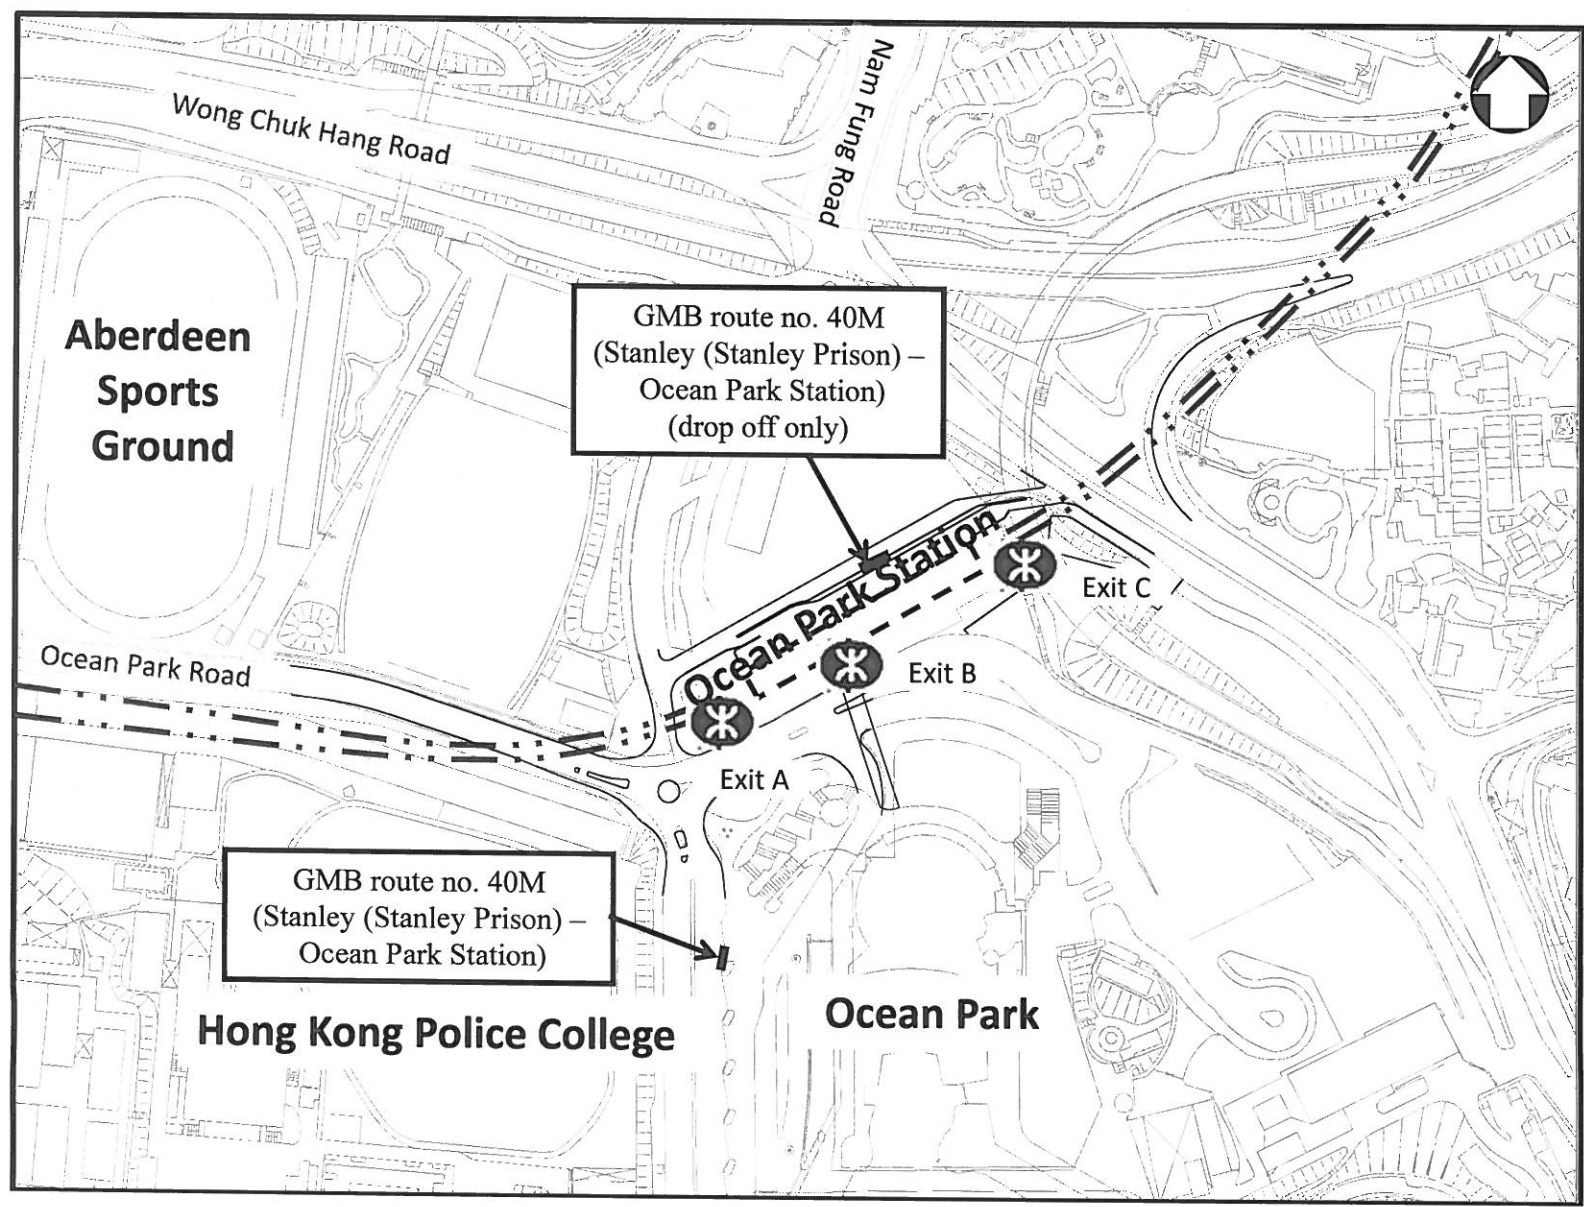 Nam Fung Road
Wong Chuk Hang Road
GMB route no. 40M
(Stanley (Stanley Prison) –
Ocean Park Station)
(drop off only)
Aberdeen
Sports
Ground
Ocean Park Station
Exit C
Ocean Park Road
Exit B
Exit A
GMB route no. 40M
(Stanley (Stanley Prison) –
Ocean Park Station)
Ocean Park
Hong Kong Police College